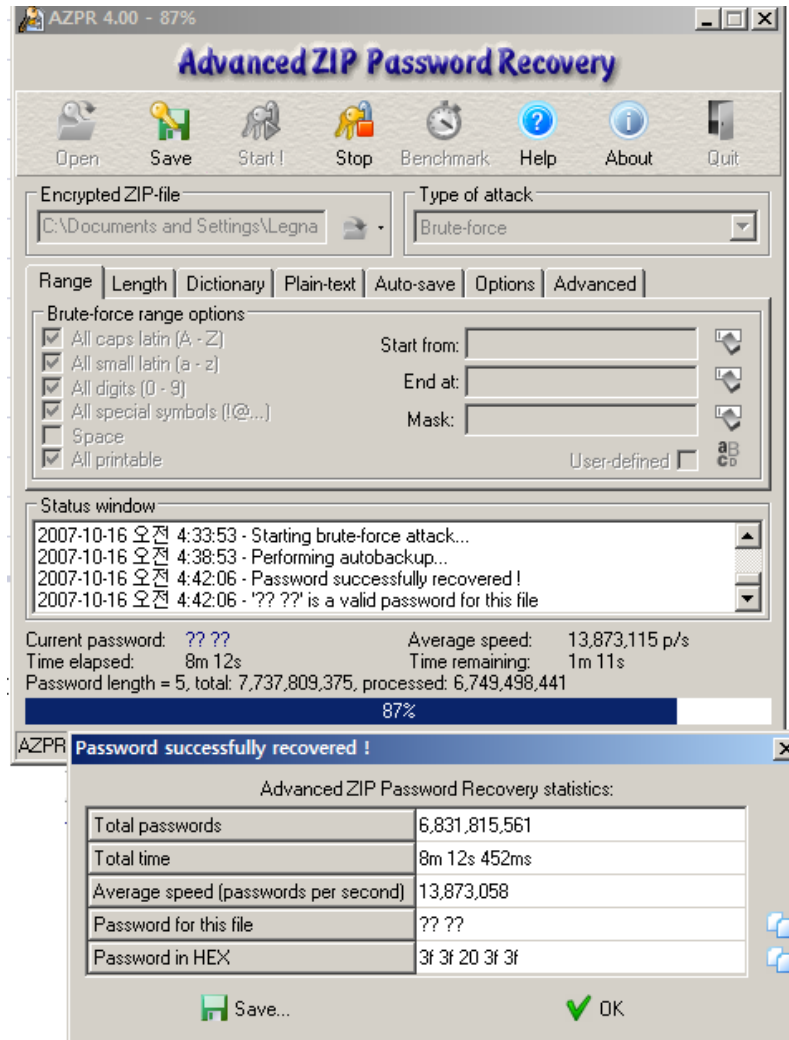 AZPR 4.00 - 87%
Advanced ZIP Password Recovery
Open Save Start ! Stop Benchmark Help About Quit
Encrypted ZIP-file Type of attack
C:\Documents and Settings\Legna Brute-force
Range Length Dictionary Plain-text Auto-save Options Advanced
Brute-force range options
All caps latin (A - Z)
Start from:
All small latin (a - z)
End at:
All digits (0 - 9)
All special symbols (!@...)
Mask:
Space
All printable
User-defined
Status window
2007-10-16 오전 4:33:53 - Starting brute-force attack...
2007-10-16 오전 4:38:53 - Performing autobackup...
2007-10-16 오전 4:42:06 - Password successfully recovered !
2007-10-16 오전 4:42:06 - '?? ??' is a valid password for this file
Current password: ?? ?? Average speed: 13,873,115 p/s
Time elapsed: 8m 12s Time remaining: 1m 11s
Password length = 5, total: 7,737,809,375, processed: 6,749,498,441
87%
AZPR
Password successfully recovered !
Advanced ZIP Password Recovery statistics:
Total passwords 6,831,815,561
Total time 8m 12s 452ms
Average speed (passwords per second) 13,873,058
Password for this file ?? ??
Password in HEX 3f 3f 20 3f 3f
Save... OK